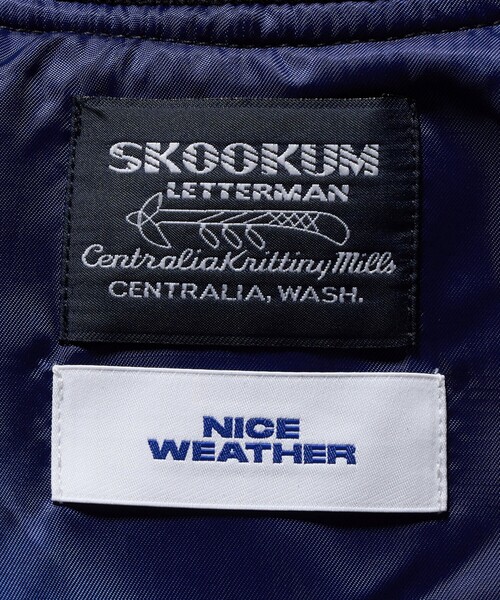 SKOOKUM
LETTERMAN
Centralia Knitting Mills
CENTRALIA, WASH.
NICE
WEATHER